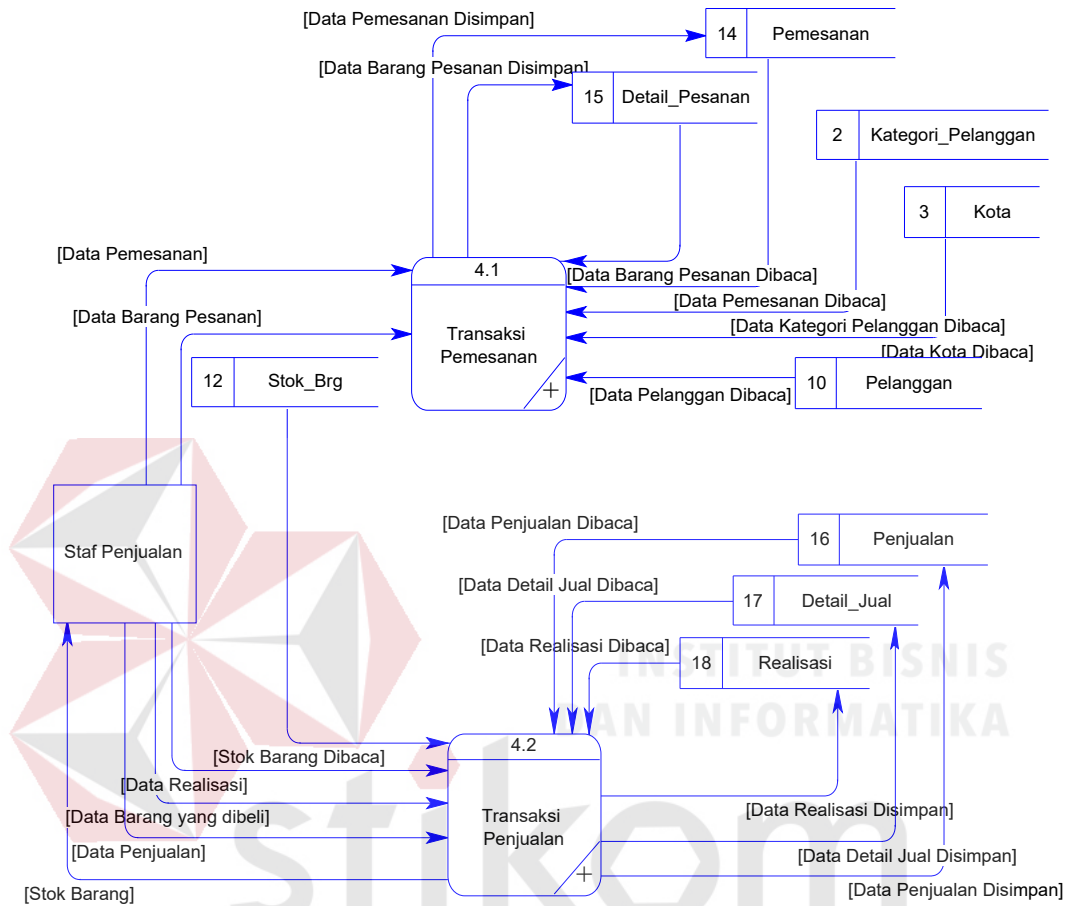 [Data Pemesanan Disimpan]
14 Pemesanan
[Data Barang Pesanan Disimpan]
15 Detail_Pesanan
2 Kategori_Pelanggan
3 Kota
[Data Pemesanan]
4.1
[Data Barang Pesanan Dibaca]
[Data Pemesanan Dibaca]
[Data Barang Pesanan]
Transaksi
Pemesanan
[Data Kategori Pelanggan Dibaca]
[Data Kota Dibaca]
12 Stok_Brg
10 Pelanggan
[Data Pelanggan Dibaca]
[Data Penjualan Dibaca]
16 Penjualan
Staf Penjualan
[Data Detail Jual Dibaca]
17 Detail_Jual
[Data Realisasi Dibaca]
18 Realisasi
INSTITUT BISNIS
AN INFORMATIKA
4.2
[Stok Barang Dibaca]
[Data Realisasi]
[Data Barang yang dibeli]
Transaksi
Penjualan
[Data Realisasi Disimpan]
[Data Penjualan]
[Data Detail Jual Disimpan]
[Stok Barang]
[Data Penjualan Disimpan]
stikom